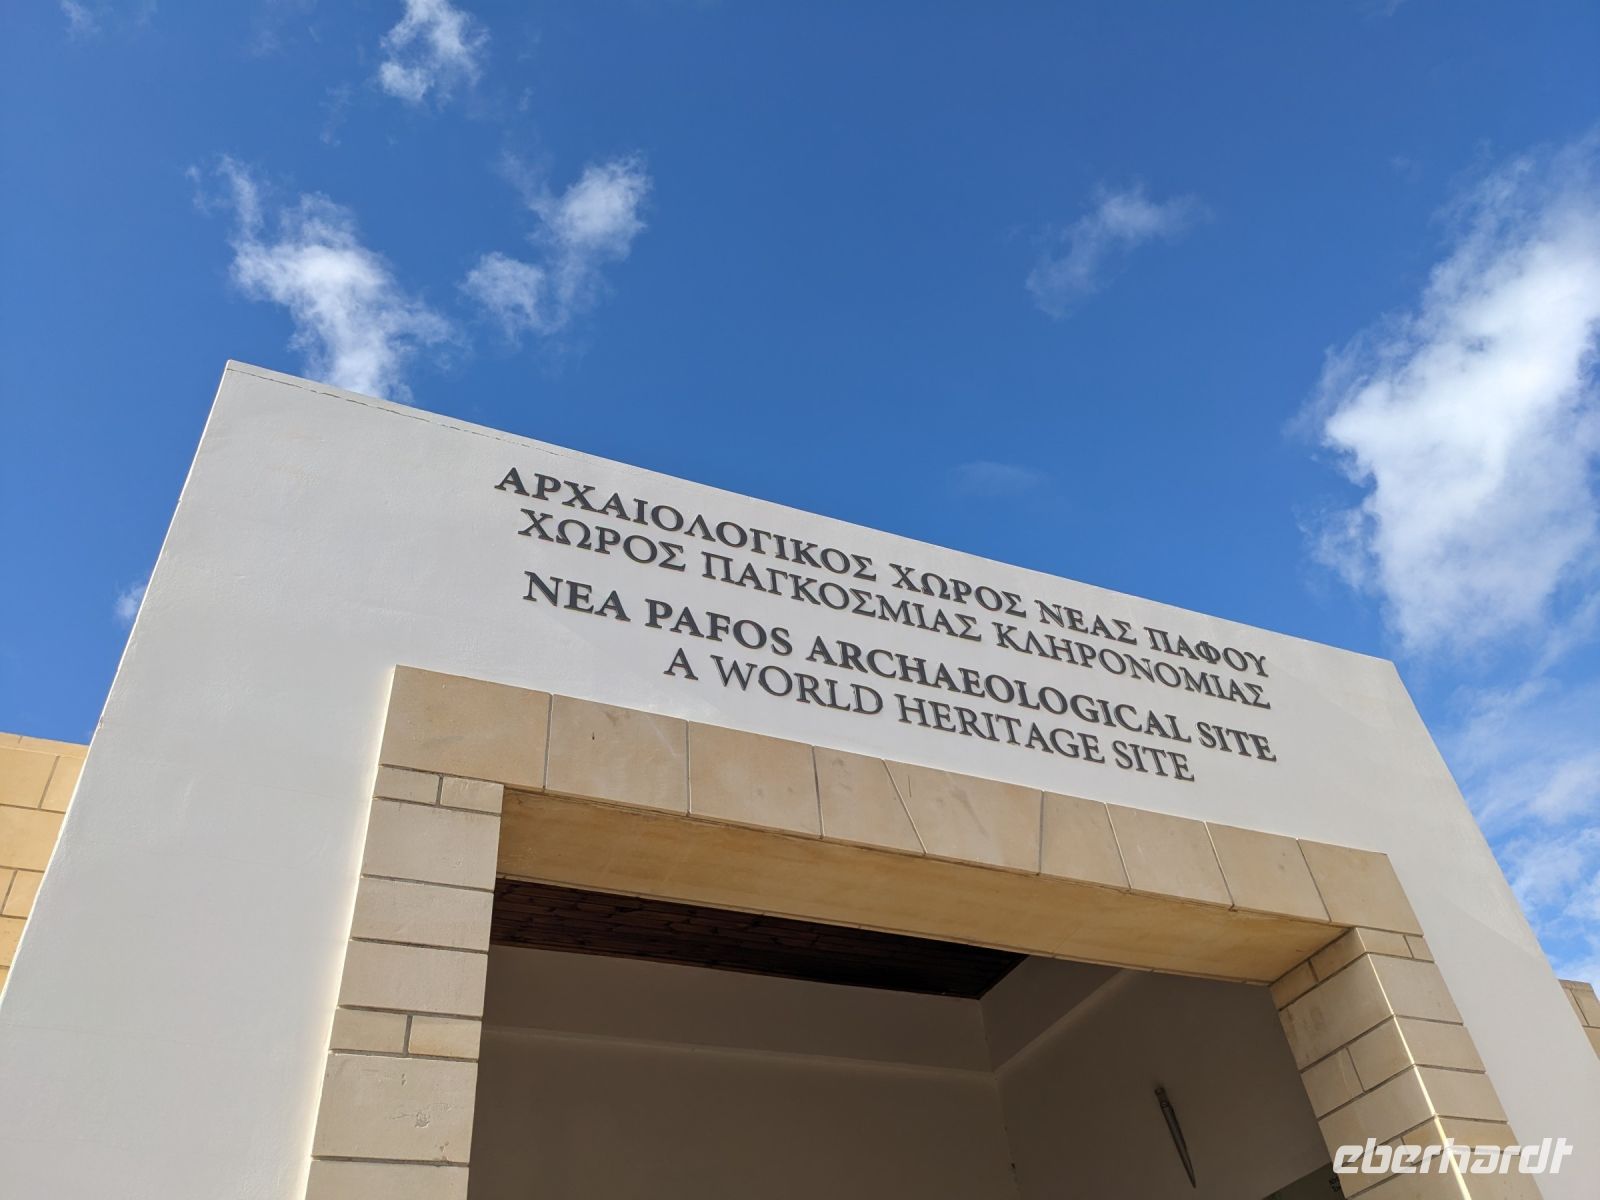 ΑΡΧΑΙΟΛΟΓΙΚΟΣ ΧΩΡΟΣ ΝΕΑΣ ΠΑΦΟΥ
ΧΩΡΟΣ ΠΑΓΚΟΣΜΙΑΣ ΚΛΗΡΟΝΟΜΙΑΣ
NEA PAFOS ARCHAEOLOGICAL SITE
A WORLD HERITAGE SITE
eberhardt